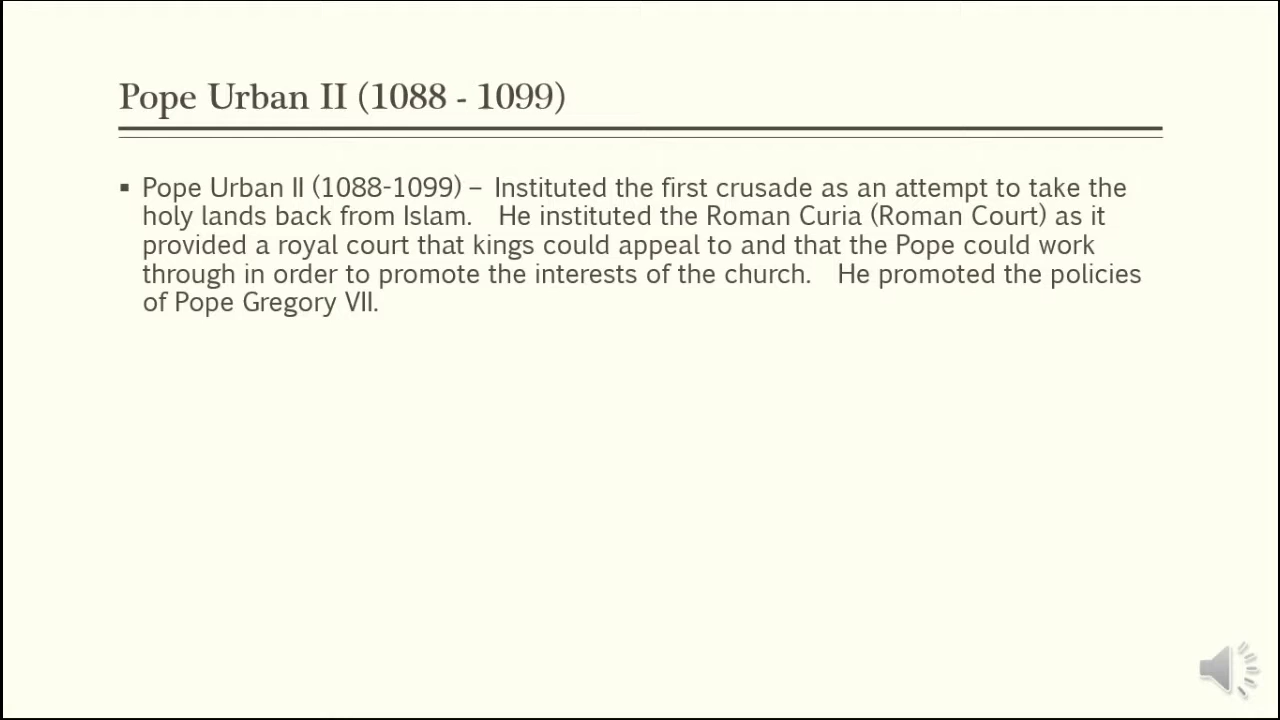 Pope Urban II (1088 - 1099)
▪ Pope Urban II (1088-1099) – Instituted the first crusade as an attempt to take the
holy lands back from Islam. He instituted the Roman Curia (Roman Court) as it
provided a royal court that kings could appeal to and that the Pope could work
through in order to promote the interests of the church. He promoted the policies
of Pope Gregory VII.